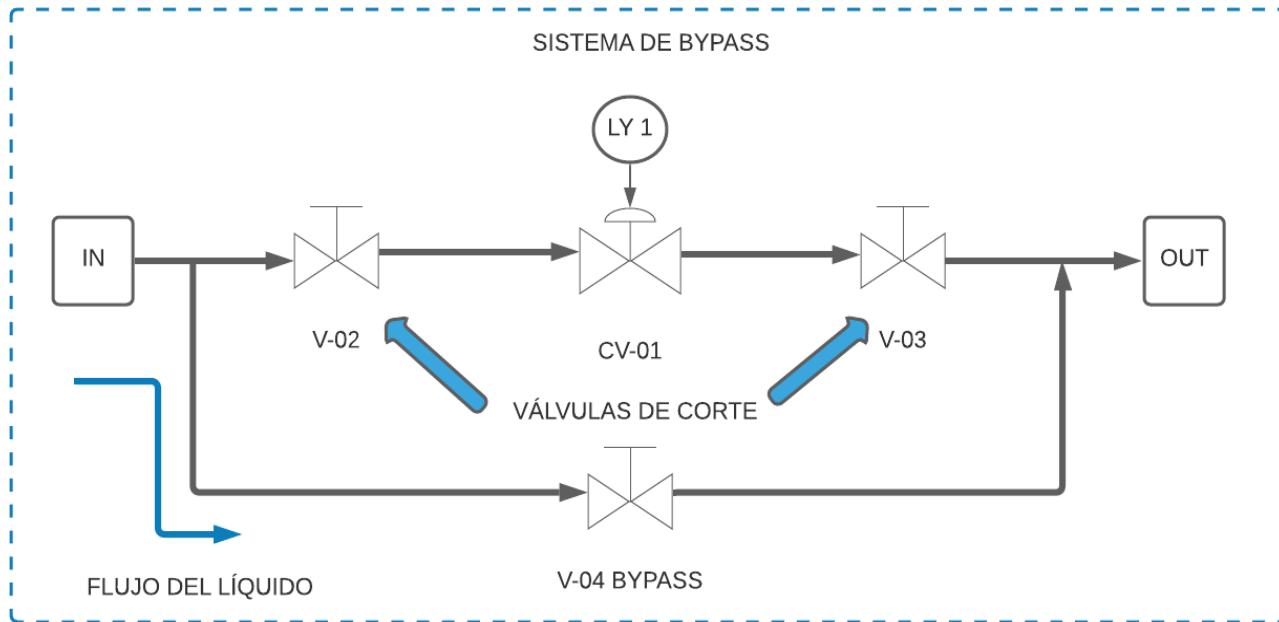 SISTEMA DE BYPASS
LY 1
IN
OUT
V-02
CV-01
V-03
VÁLVULAS DE CORTE
V-04 BYPASS
FLUJO DEL LÍQUIDO